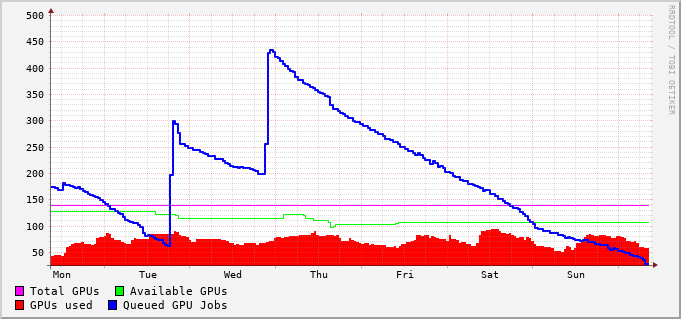 500
450
400
350
300
250
200
150
100
50
Mon Tue Wed Thu Fri Sat Sun
Total GPUs Available GPUs
GPUs used Queued GPU Jobs
RRDTOOL / TOBI OETIKER